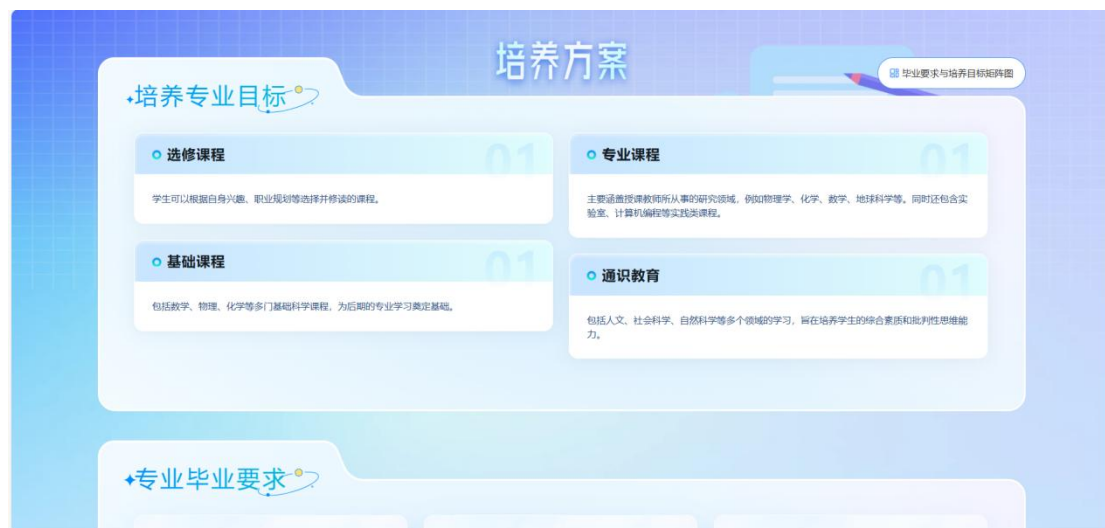 培养方案
毕业要求与培养目标矩阵图
培养专业目标
选修课程
01
学生可以根据自身兴趣、职业规划等选择并修读的课程。
专业课程
01
主要涵盖授课教师所从事的研究领域，例如物理学、化学、数学、地球科学等。同时还包含实
验室、计算机编程等实践类课程。
基础课程
01
包括数学、物理、化学等多门基础科学课程，为后期的专业学习奠定基础。
通识教育
01
包括人文、社会科学、自然科学等多个领域的学习，旨在培养学生的综合素质和批判性思维能
力。
专业毕业要求